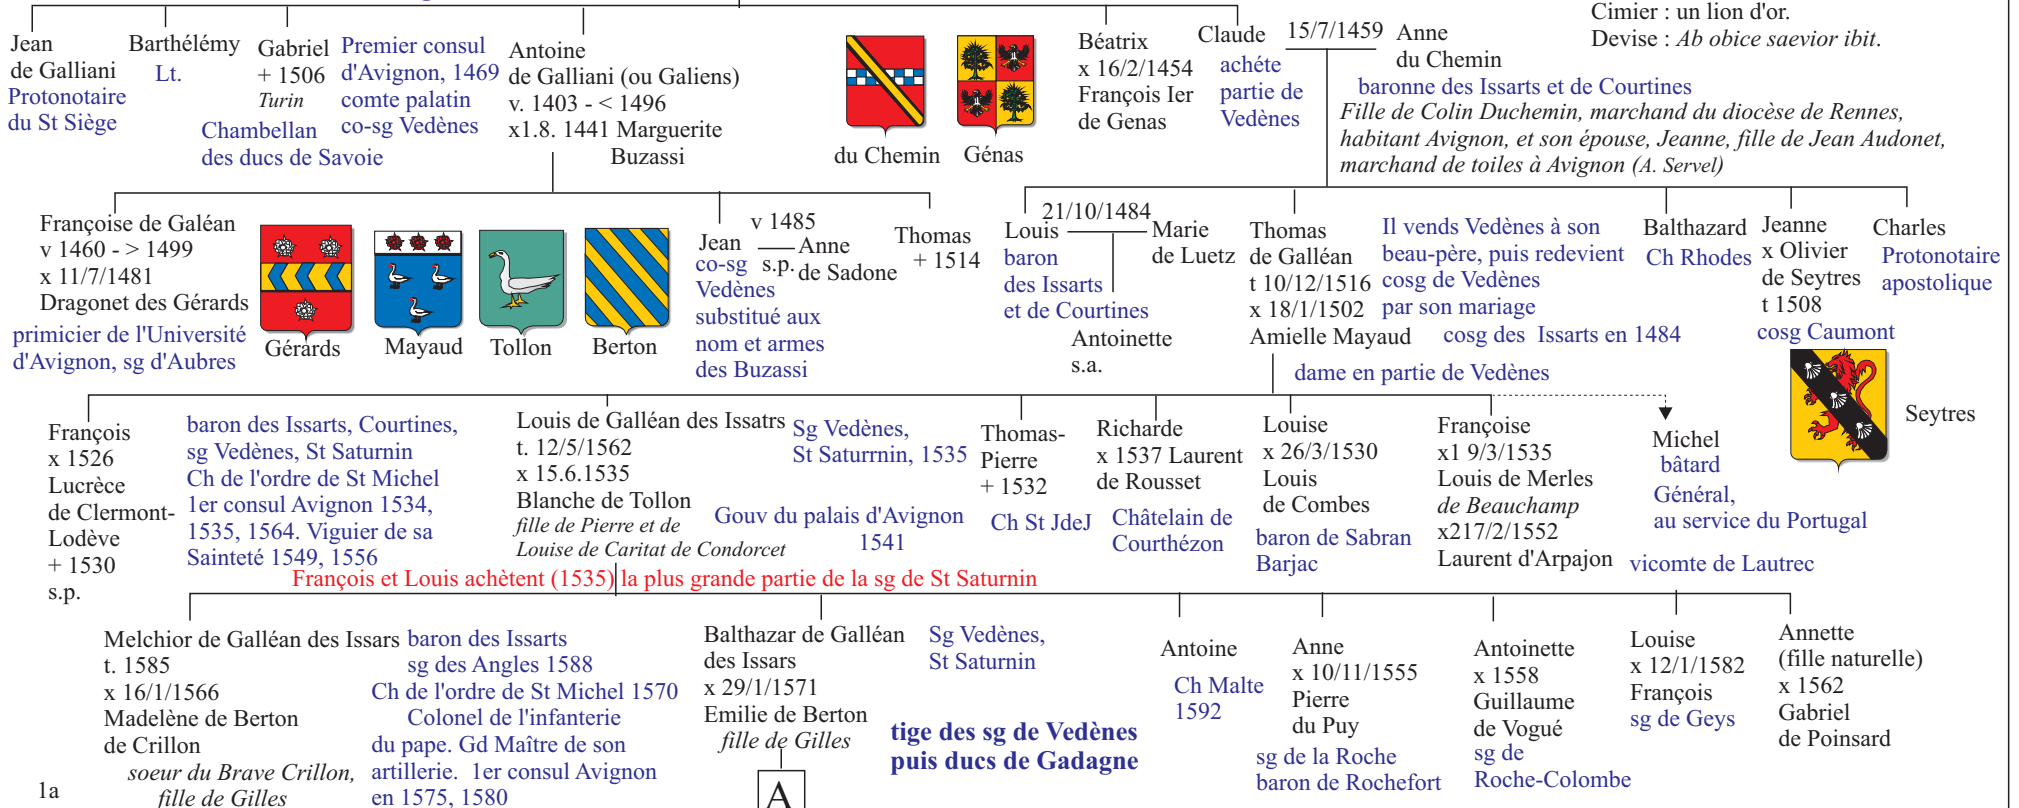 Cimier : un lion d'or.
Devise : Ab obice saevior ibit.
Jean
de Galliani
Protonotaire
du St Siège
Barthélémy
Lt.
Gabriel
+ 1506
Turin
Chambellan
des ducs de Savoie
Premier consul
d'Avignon, 1469
comte palatin
co-sg Vedènes
Antoine
de Galliani (ou Galiens)
v. 1403 - < 1496
x1.8. 1441 Marguerite
Buzassi
du Chemin
Génas
Béatrix
x 16/2/1454
François Ier
de Genas
Claude
achéte
partie de
Vedènes
15/7/1459
Anne
du Chemin
baronne des Issarts et de Courtines
Fille de Colin Duchemin, marchand du diocèse de Rennes,
habitant Avignon, et son épouse, Jeanne, fille de Jean Audonet,
marchand de toiles à Avignon (A. Servel)
Françoise de Galéan
v 1460 - > 1499
x 11/7/1481
Dragonet des Gérards
primicier de l'Université
d'Avignon, sg d'Aubres
Gérards
Mayaud
Tollon
Berton
Jean
co-sg
Vedènes
substitué aux
nom et armes
des Buzassi
v 1485
s.p.
Anne
de Sadone
Thomas
+ 1514
Louis
baron
des Issarts
et de Courtines
21/10/1484
Marie
de Luetz
Antoinette
s.a.
Thomas
de Galléan
t 10/12/1516
x 18/1/1502
Amielle Mayaud
dame en partie de Vedènes
Il vends Vedènes à son
beau-père, puis redevient
cosg de Vedènes
par son mariage
cosg des Issarts en 1484
Balthazard
Ch Rhodes
Jeanne
x Olivier
de Seytres
t 1508
cosg Caumont
Charles
Protonotaire
apostolique
Seytres
François
x 1526
Lucrèce
de Clermont-
Lodève
+ 1530
s.p.
baron des Issarts, Courtines,
sg Vedènes, St Saturnin
Ch de l'ordre de St Michel
1er consul Avignon 1534,
1535, 1564. Viguier de sa
Sainteté 1549, 1556
Louis de Galléan des Issatrs
t. 12/5/1562
x 15.6.1535
Blanche de Tollon
fille de Pierre et de
Louise de Caritat de Condorcet
Sg Vedènes,
St Saturrnin, 1535
Gouv du palais d'Avignon
1541
Thomas-
Pierre
+ 1532
Ch St JdeJ
Richarde
x 1537 Laurent
de Rousset
Châtelain de
Courthézon
Louise
x 26/3/1530
Louis
de Combes
baron de Sabran
Barjac
Françoise
x1 9/3/1535
Louis de Merles
de Beauchamp
x217/2/1552
Laurent d'Arpajon
vicomte de Lautrec
Michel
bâtard
Général,
au service du Portugal
François et Louis achètent (1535) la plus grande partie de la sg de St Saturnin
Melchior de Galléan des Issars
t. 1585
x 16/1/1566
Madelène de Berton
de Crillon
soeur du Brave Crillon,
fille de Gilles
baron des Issarts
sg des Angles 1588
Ch de l'ordre de St Michel 1570
Colonel de l'infanterie
du pape. Gd Maître de son
artillerie. 1er consul Avignon
en 1575, 1580
Balthazar de Galléan
des Issars
x 29/1/1571
Emilie de Berton
fille de Gilles
A
Sg Vedènes,
St Saturnin
tige des sg de Vedènes
puis ducs de Gadagne
Antoine
Ch Malte
1592
Anne
x 10/11/1555
Pierre
du Puy
sg de la Roche
baron de Rochefort
Antoinette
x 1558
Guillaume
de Vogué
sg de
Roche-Colombe
Louise
x 12/1/1582
François
sg de Geys
Annette
(fille naturelle)
x 1562
Gabriel
de Poinsard
1a